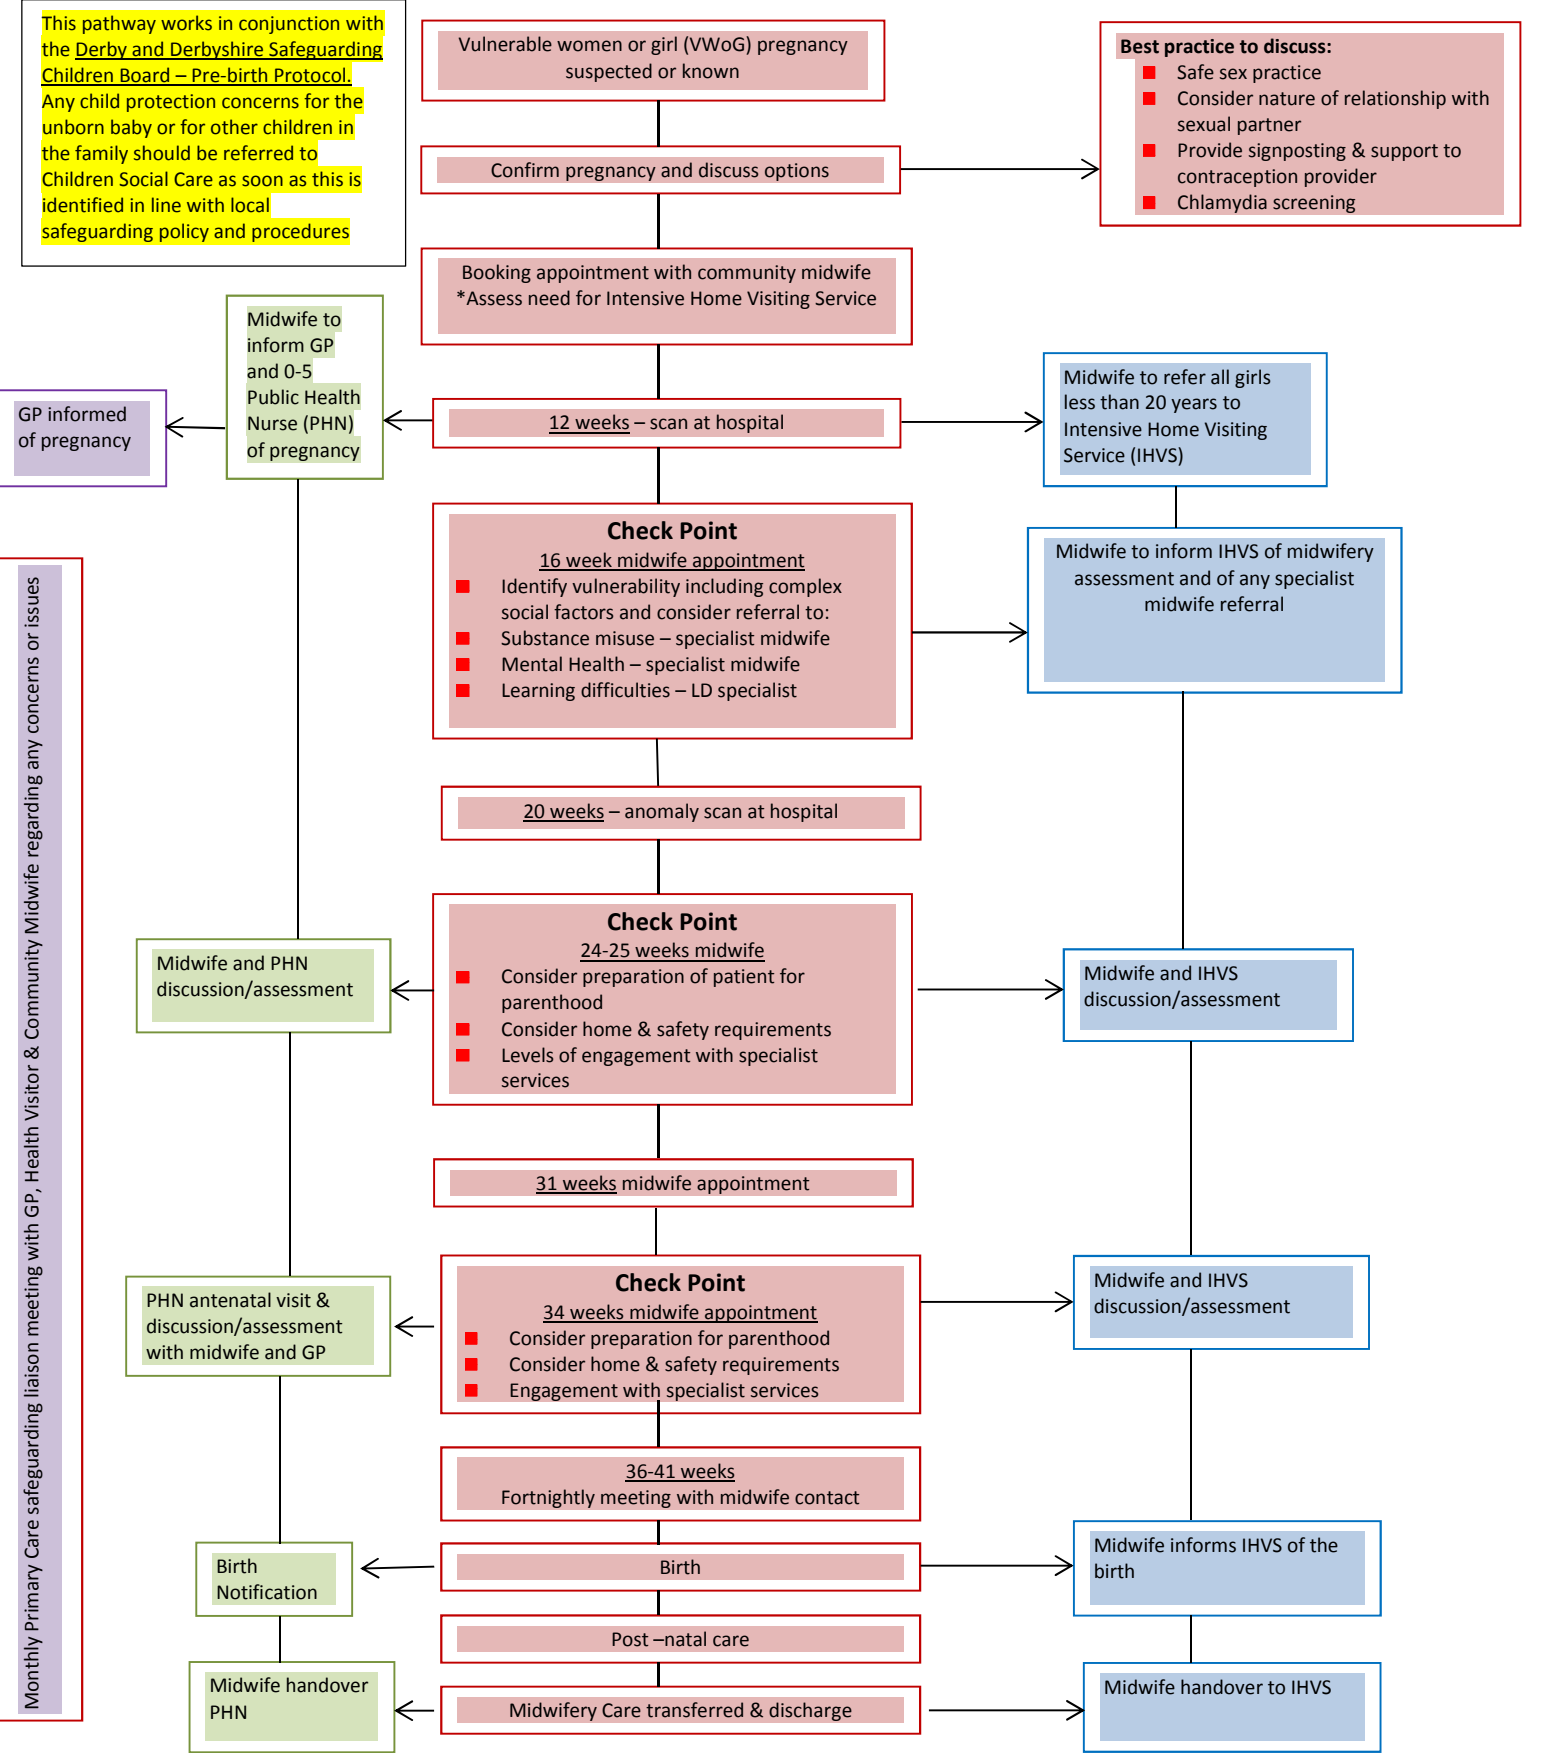 This pathway works in conjunction with
the Derby and Derbyshire Safeguarding
Children Board – Pre-birth Protocol.
Any child protection concerns for the
unborn baby or for other children in
the family should be referred to
Children Social Care as soon as this is
identified in line with local
safeguarding policy and procedures
Vulnerable women or girl (VWoG) pregnancy
suspected or known
Best practice to discuss:
Safe sex practice
Consider nature of relationship with
sexual partner
Provide signposting & support to
contraception provider
Chlamydia screening
Confirm pregnancy and discuss options
Booking appointment with community midwife
*Assess need for Intensive Home Visiting Service
Midwife to
inform GP
and 0-5
Public Health
Nurse (PHN)
of pregnancy
GP informed
of pregnancy
12 weeks – scan at hospital
Midwife to refer all girls
less than 20 years to
Intensive Home Visiting
Service (IHVS)
Check Point
16 week midwife appointment
Identify vulnerability including complex
social factors and consider referral to:
Substance misuse – specialist midwife
Mental Health – specialist midwife
Learning difficulties – LD specialist
Midwife to inform IHVS of midwifery
assessment and of any specialist
midwife referral
Monthly Primary Care safeguarding liaison meeting with GP, Health Visitor & Community Midwife regarding any concerns or issues
20 weeks – anomaly scan at hospital
Check Point
24-25 weeks midwife
Consider preparation of patient for
parenthood
Consider home & safety requirements
Levels of engagement with specialist
services
Midwife and PHN
discussion/assessment
Midwife and IHVS
discussion/assessment
31 weeks midwife appointment
Check Point
34 weeks midwife appointment
Consider preparation for parenthood
Consider home & safety requirements
Engagement with specialist services
PHN antenatal visit &
discussion/assessment
with midwife and GP
Midwife and IHVS
discussion/assessment
36-41 weeks
Fortnightly meeting with midwife contact
Birth
Notification
Birth
Midwife informs IHVS of the
birth
Post –natal care
Midwife handover
PHN
Midwifery Care transferred & discharge
Midwife handover to IHVS